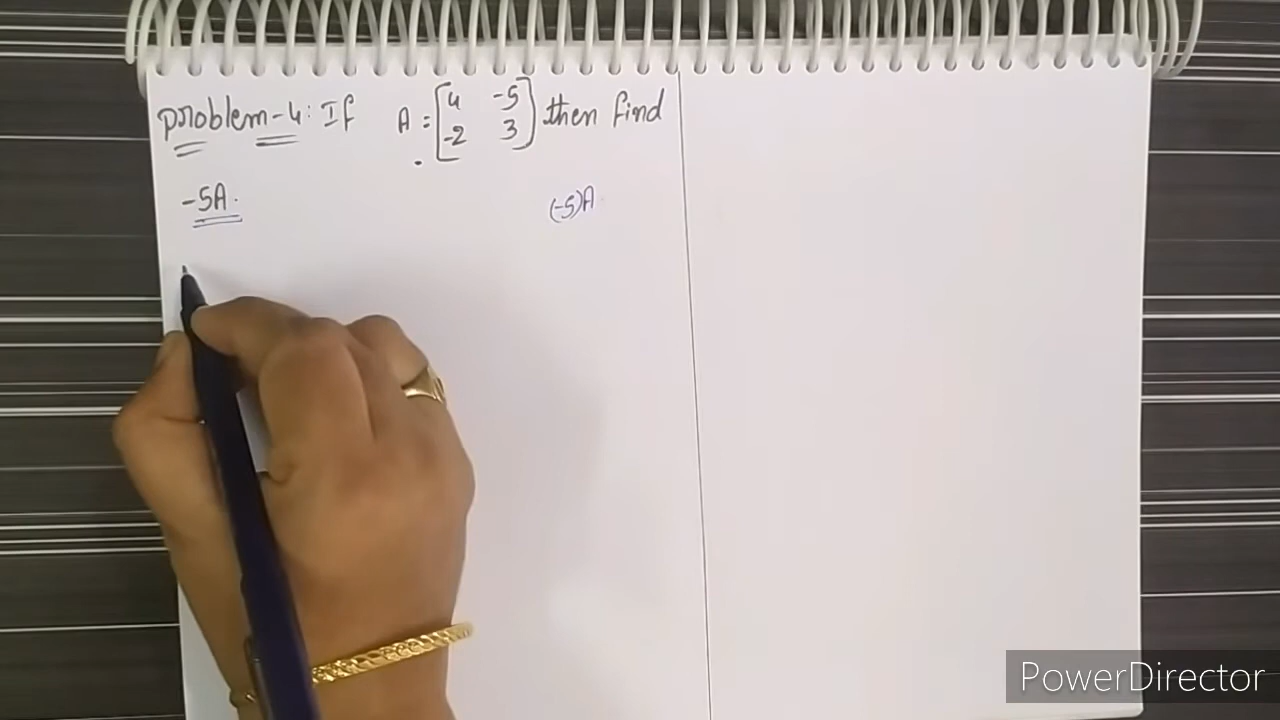 Problem-4: If A = [4 -5
-2 3] then find
-5A. (-5)A.
PowerDirector